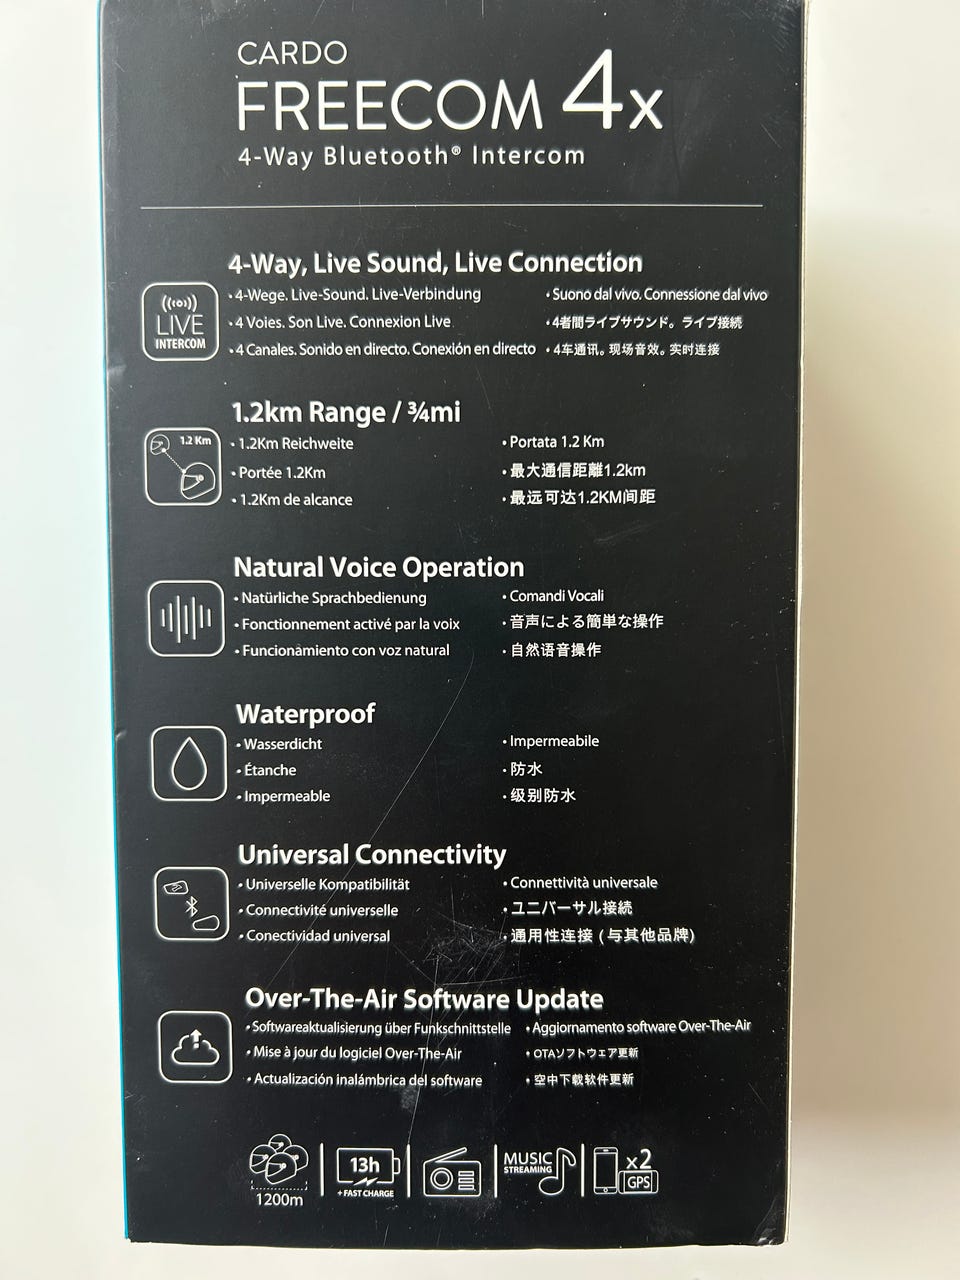 CARDO
FREECOM 4x
4-Way Bluetooth® Intercom
4-Way, Live Sound, Live Connection
((o))
LIVE
INTERCOM
• 4-Wege. Live-Sound. Live-Verbindung
• 4 Voies. Son Live. Connexion Live
• 4 Canales. Sonido en directo. Conexión en directo
• Suono dal vivo. Connessione dal vivo
• 4者間ライブサウンド。ライブ接続
• 4车通讯。现场音效。实时连接
1.2km Range / ¾mi
1.2 Km
• 1.2Km Reichweite
• Portée 1.2Km
• 1.2Km de alcance
• Portata 1.2 Km
• 最大通信距離1.2km
• 最远可达1.2KM间距
Natural Voice Operation
• Natürliche Sprachbedienung
• Fonctionnement activé par la voix
• Funcionamiento con voz natural
• Comandi Vocali
• 音声による簡単な操作
• 自然语音操作
Waterproof
• Wasserdicht
• Étanche
• Impermeable
• Impermeabile
• 防水
• 级别防水
Universal Connectivity
• Universelle Kompatibilität
• Connectivité universelle
• Conectividad universal
• Connettività universale
• ユニバーサル接続
• 通用性连接 (与其他品牌)
Over-The-Air Software Update
• Softwareaktualisierung über Funkschnittstelle
• Mise à jour du logiciel Over-The-Air
• Actualización inalámbrica del software
• Aggiornamento software Over-The-Air
• OTAソフトウェア更新
• 空中下载软件更新
1200m
13h
+ FAST CHARGE
MUSIC
STREAMING
x2
GPS